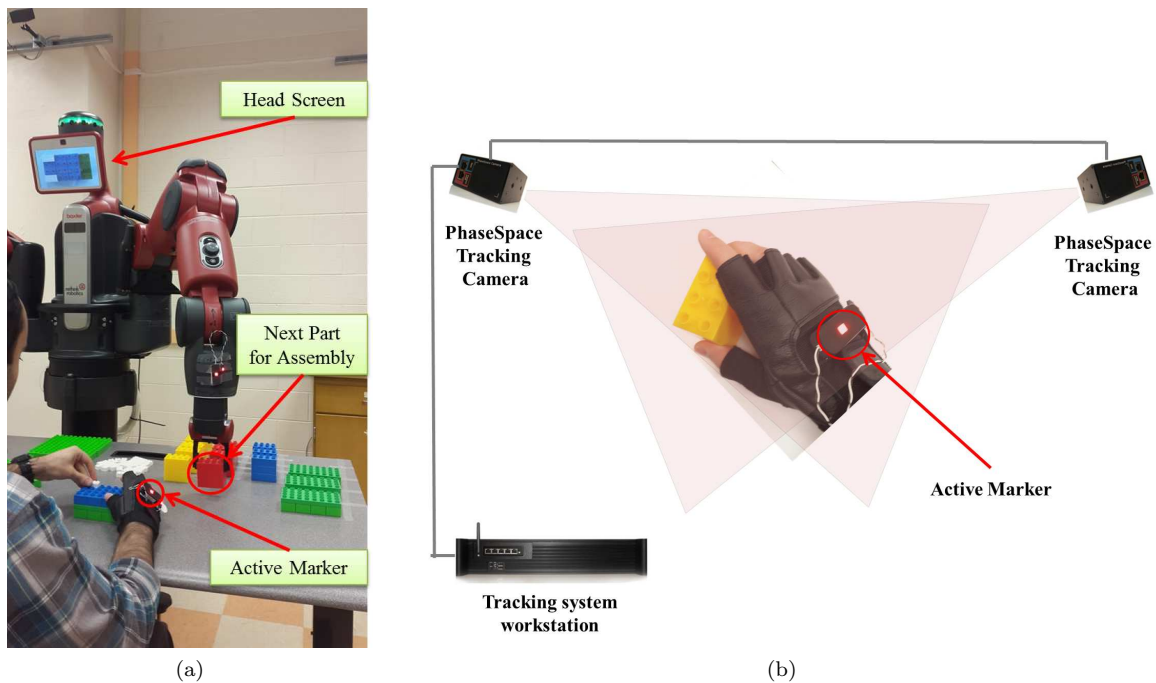 Head Screen
Next Part
for Assembly
Active Marker
(a)
PhaseSpace
Tracking
Camera
PhaseSpace
Tracking
Camera
Active Marker
Tracking system
workstation
(b)